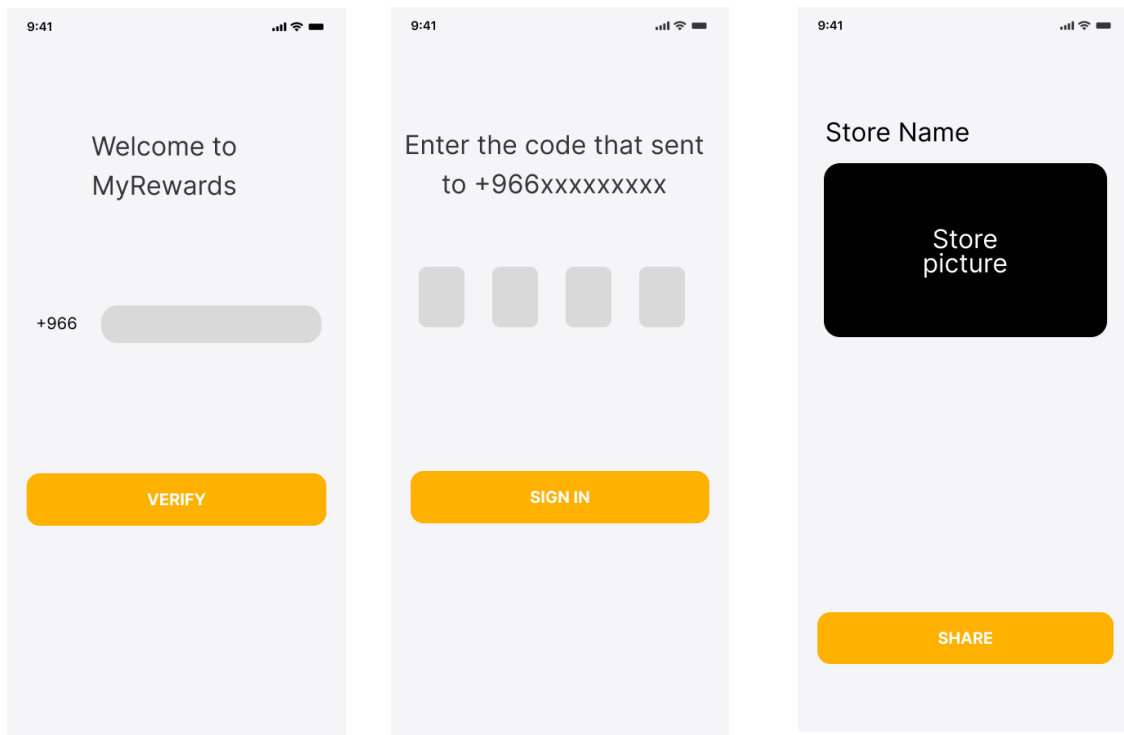 9:41
Welcome to
MyRewards
+966
VERIFY
9:41
Enter the code that sent
to +966xxxxxxxxx
SIGN IN
9:41
Store Name
Store
picture
SHARE